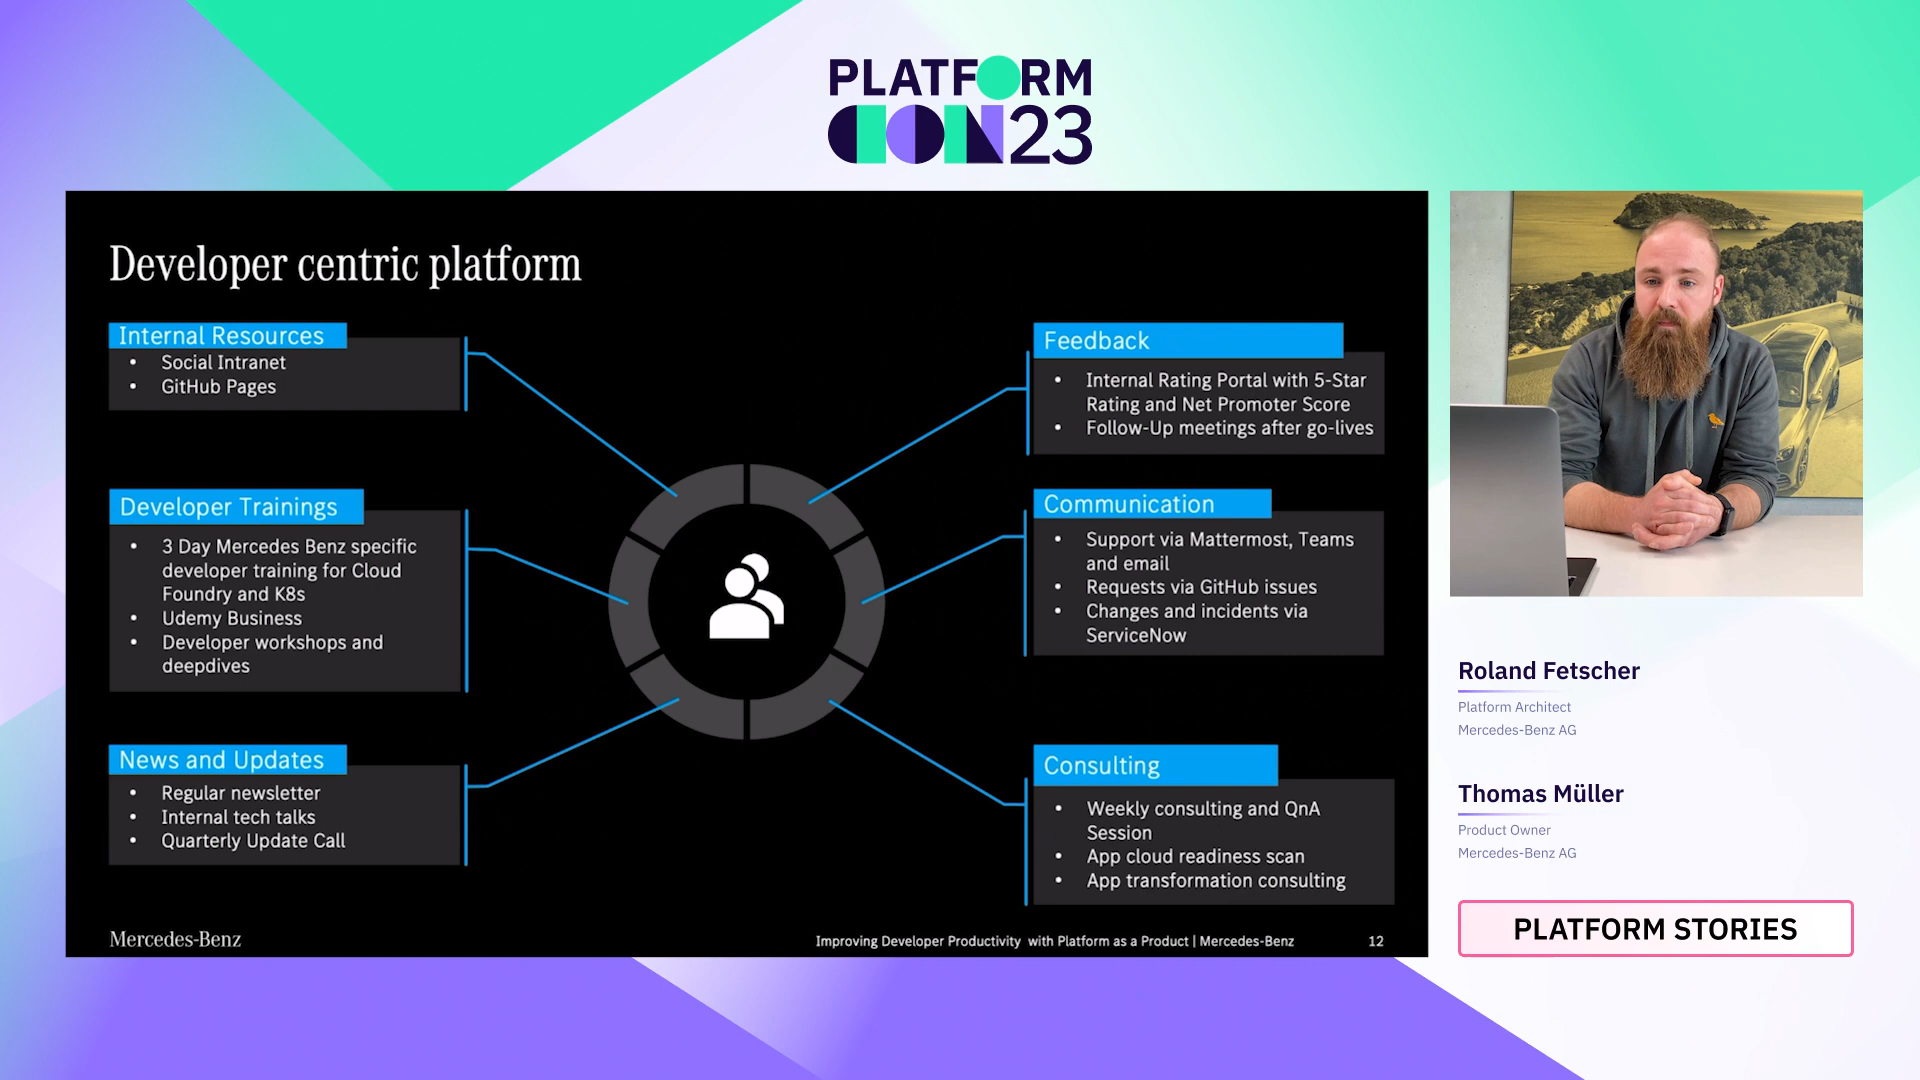 PLATFORM
CON23
Developer centric platform
Internal Resources
• Social Intranet
• GitHub Pages
Developer Trainings
• 3 Day Mercedes Benz specific
developer training for Cloud
Foundry and K8s
• Udemy Business
• Developer workshops and
deepdives
News and Updates
• Regular newsletter
• Internal tech talks
• Quarterly Update Call
Feedback
• Internal Rating Portal with 5-Star
Rating and Net Promoter Score
• Follow-Up meetings after go-lives
Communication
• Support via Mattermost, Teams
and email
• Requests via GitHub issues
• Changes and incidents via
ServiceNow
Consulting
• Weekly consulting and QnA
Session
• App cloud readiness scan
• App transformation consulting
Mercedes-Benz
Improving Developer Productivity with Platform as a Product | Mercedes-Benz
12
Roland Fetscher
Platform Architect
Mercedes-Benz AG
Thomas Müller
Product Owner
Mercedes-Benz AG
PLATFORM STORIES